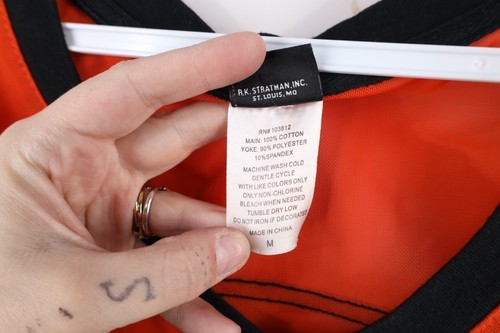 R.K. STRATMAN, INC.
ST. LOUIS, MO
RN# 103812
MAIN: 100% COTTON
YOKE: 90% POLYESTER
10% SPANDEX
MACHINE WASH COLD
GENTLE CYCLE
WITH LIKE COLORS ONLY
ONLY NON-CHLORINE
BLEACH WHEN NEEDED
TUMBLE DRY LOW
DO NOT IRON IF DECORATED
MADE IN CHINA
M